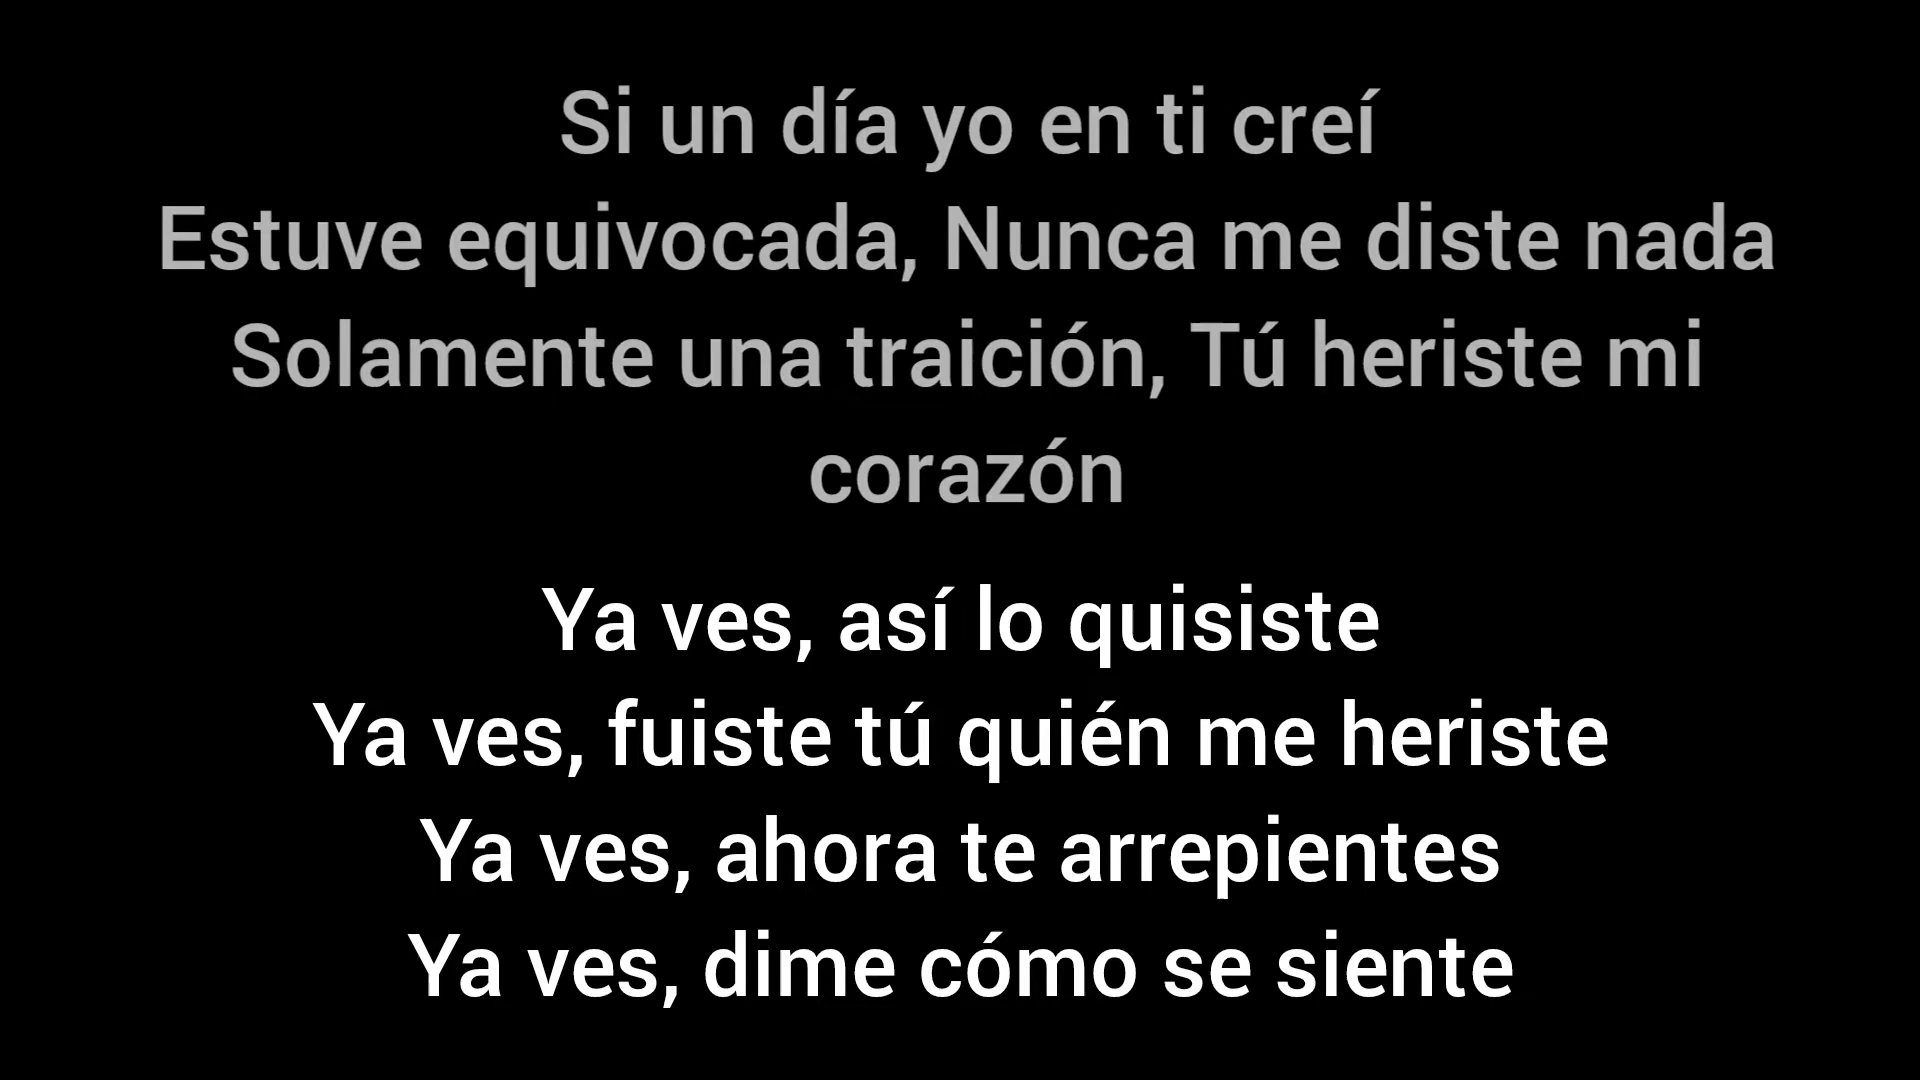 Si un día yo en ti creí
Estuve equivocada, Nunca me diste nada
Solamente una traición, Tú heriste mi
corazón
Ya ves, así lo quisiste
Ya ves, fuiste tú quién me heriste
Ya ves, ahora te arrepientes
Ya ves, dime cómo se siente